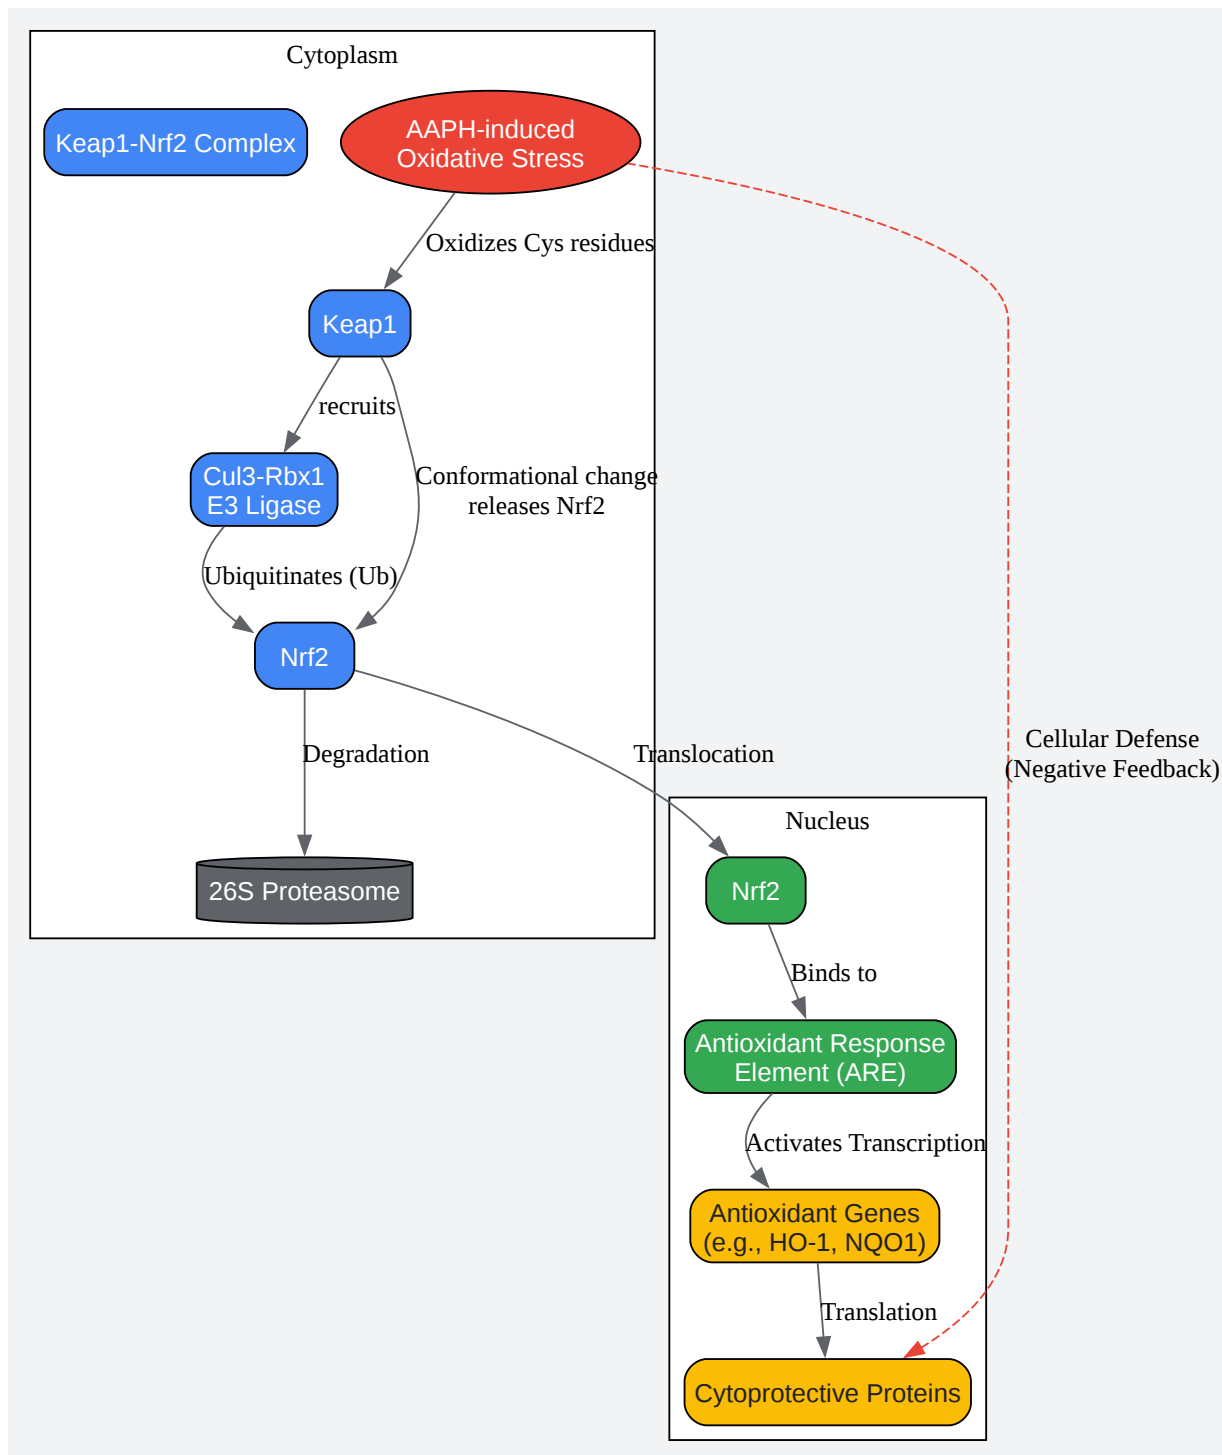 Cytoplasm
Keap1-Nrf2 Complex
AAPH-induced
Oxidative Stress
Oxidizes Cys residues
Keap1
recruits
Cul3-Rbx1
E3 Ligase
Conformational change
releases Nrf2
Ubiquitinates (Ub)
Nrf2
Degradation
Translocation
Cellular Defense
(Negative Feedback)
26S Proteasome
Nucleus
Nrf2
Binds to
Antioxidant Response
Element (ARE)
Activates Transcription
Antioxidant Genes
(e.g., HO-1, NQO1)
Translation
Cytoprotective Proteins